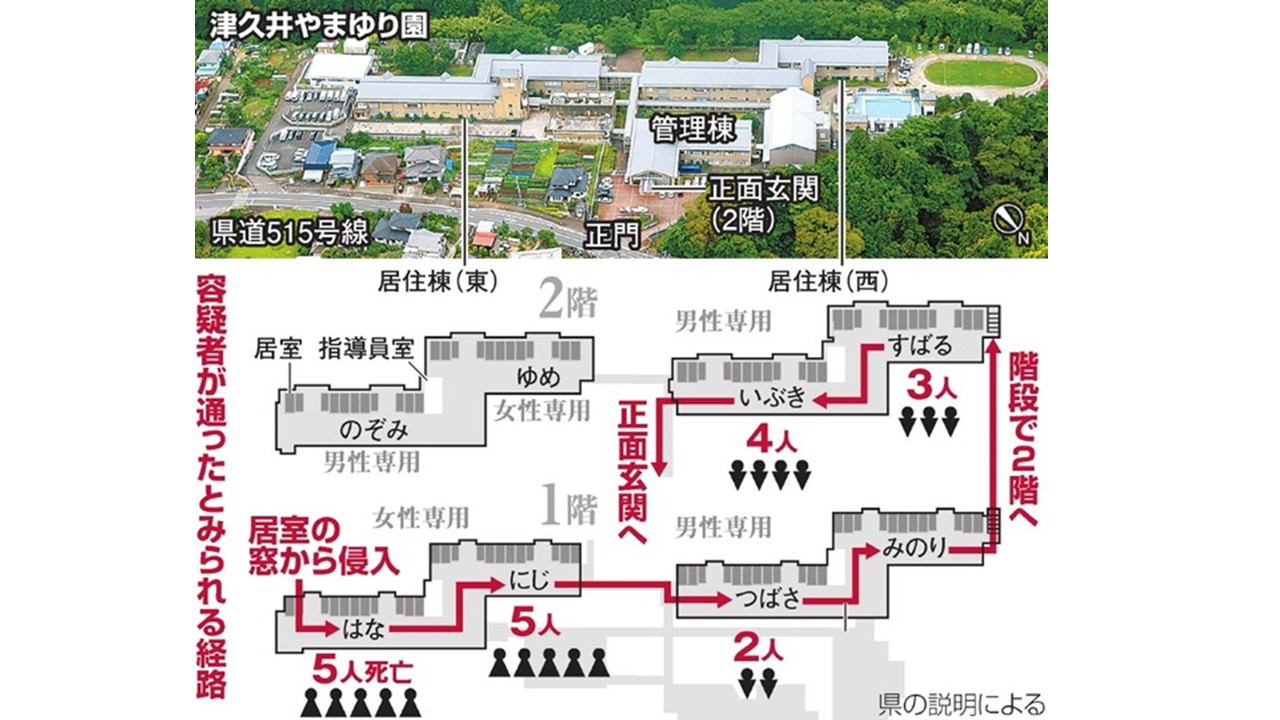 津久井やまゆり園
管理棟
正面玄関
(2階)
県道515号線
正門
N
居住棟(東)
居住棟(西)
容疑者が通ったとみられる経路
2階
居室
指導員室
ゆめ
女性専用
のぞみ
男性専用
男性専用
すばる
3人
いぶき
4人
正面玄関へ
階段で2階へ
1階
女性専用
居室の
窓から侵入
にじ
5人
はな
5人死亡
男性専用
みのり
つばさ
2人
県の説明による